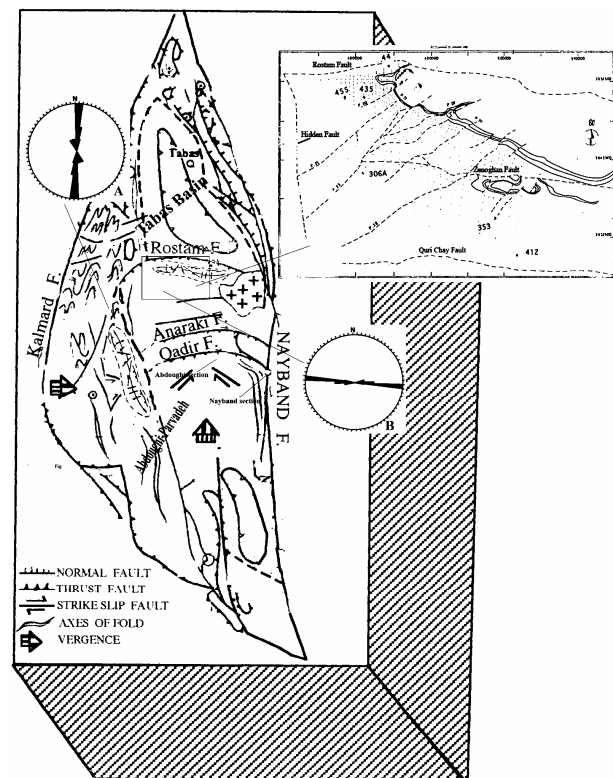 N
A
Tabas
Tabas Basin
Rostam F.
Kalmard F.
Anaraki F.
Qadir F.
Abdoughi section
Nayband section
Abdoughi-Parvadeh
NAYBAND F.
Fig
NORMAL FAULT
THRUST FAULT
STRIKE SLIP FAULT
AXES OF FOLD
VERGENCE
Rostam Fault
44
455 435
Hidden Fault
306A
Zenoghan Fault
353
412
Quri Chay Fault
N
B